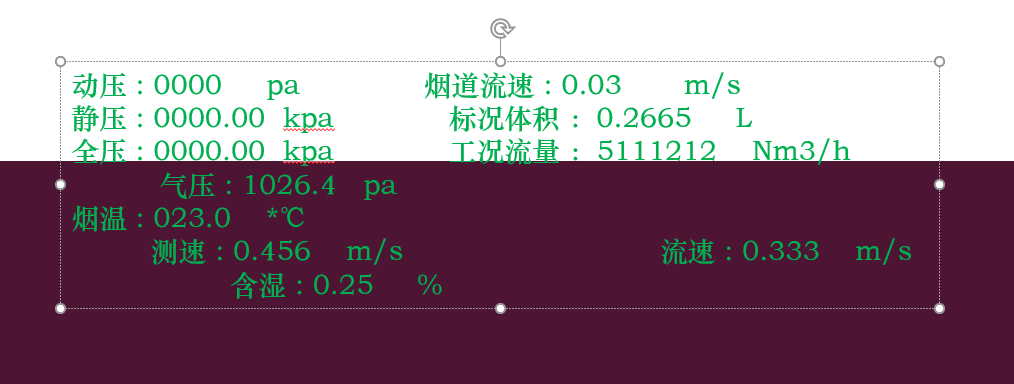 动压：0000 pa 烟道流速：0.03 m/s
静压：0000.00 kpa 标况体积： 0.2665 L
全压：0000.00 kpa 工况流量： 5111212 Nm3/h
气压：1026.4 pa
烟温：023.0 *℃
测速：0.456 m/s 流速：0.333 m/s
含湿：0.25 %